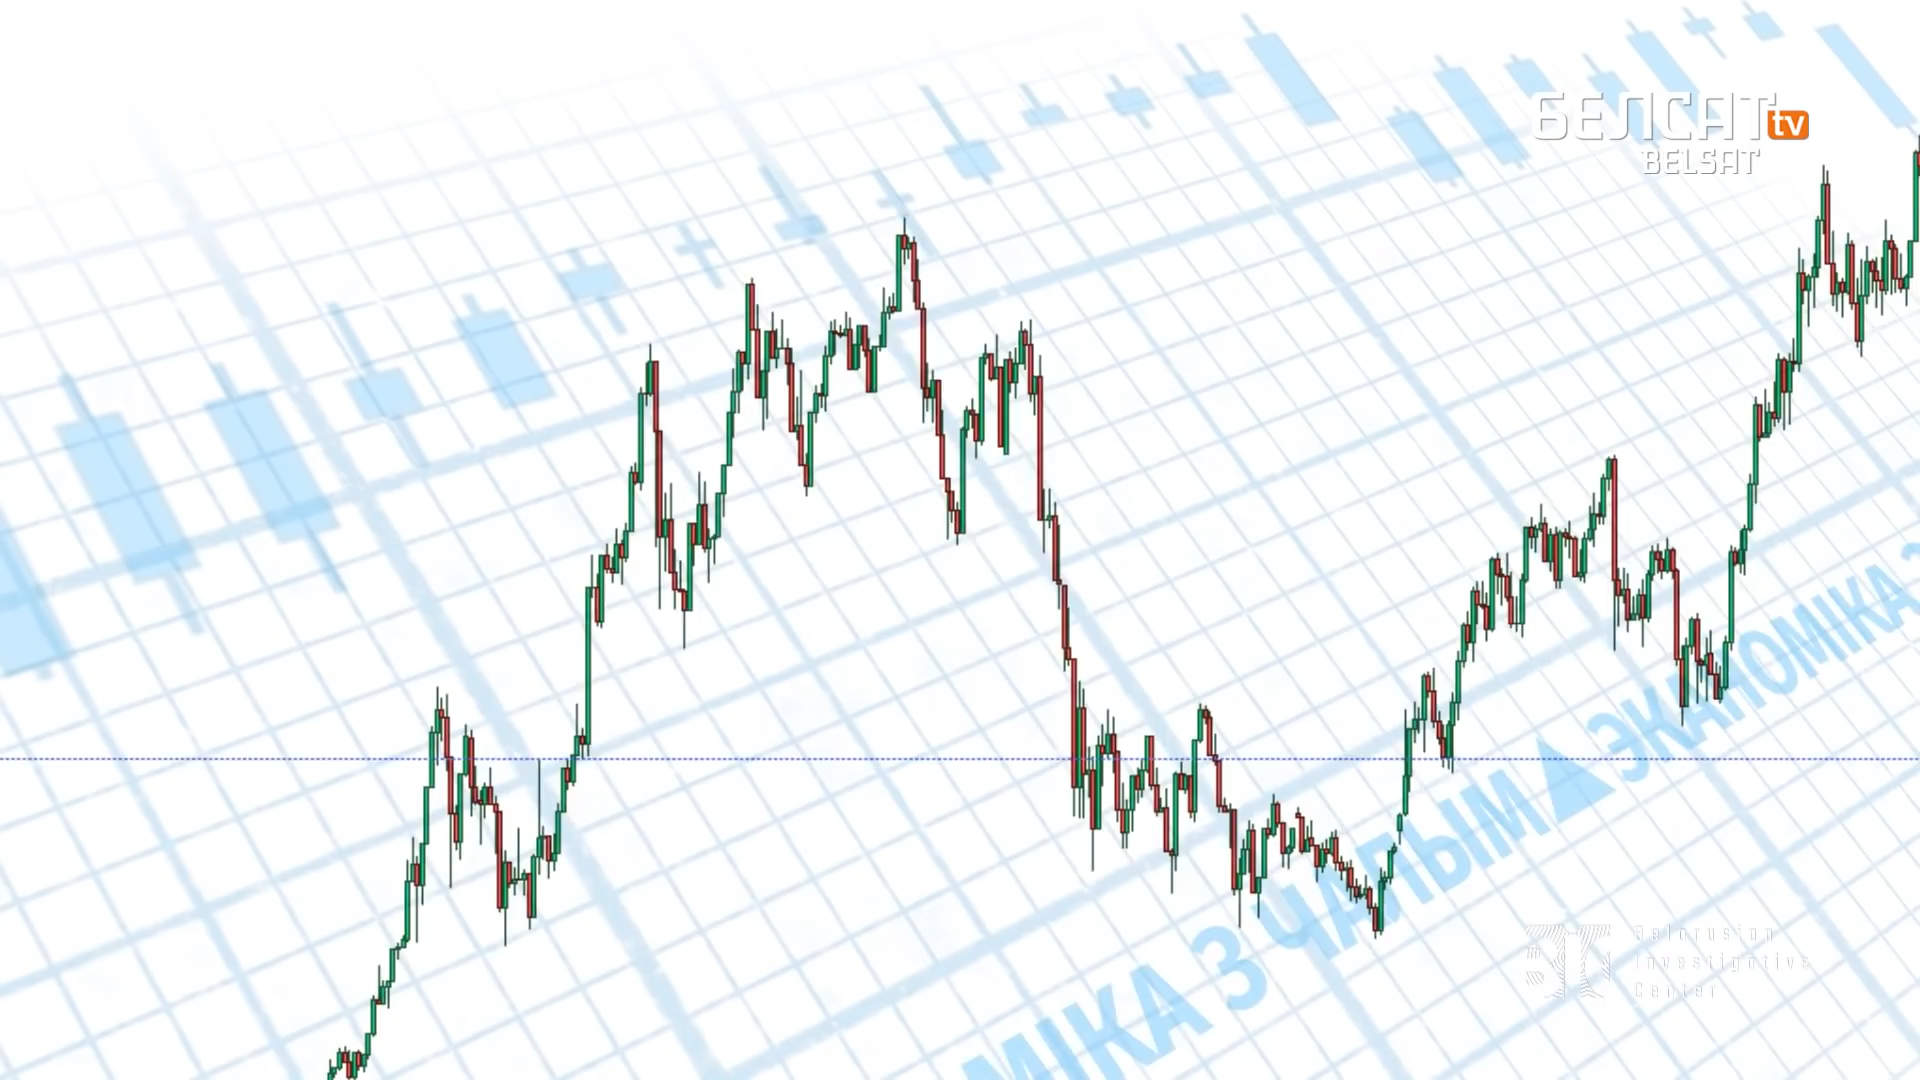 БЕЛСАТ tv
BELSAT
МІКА З ЧАЛЫМ▲ЭКАНОМІКА З
Belarusian
Investigative
Center